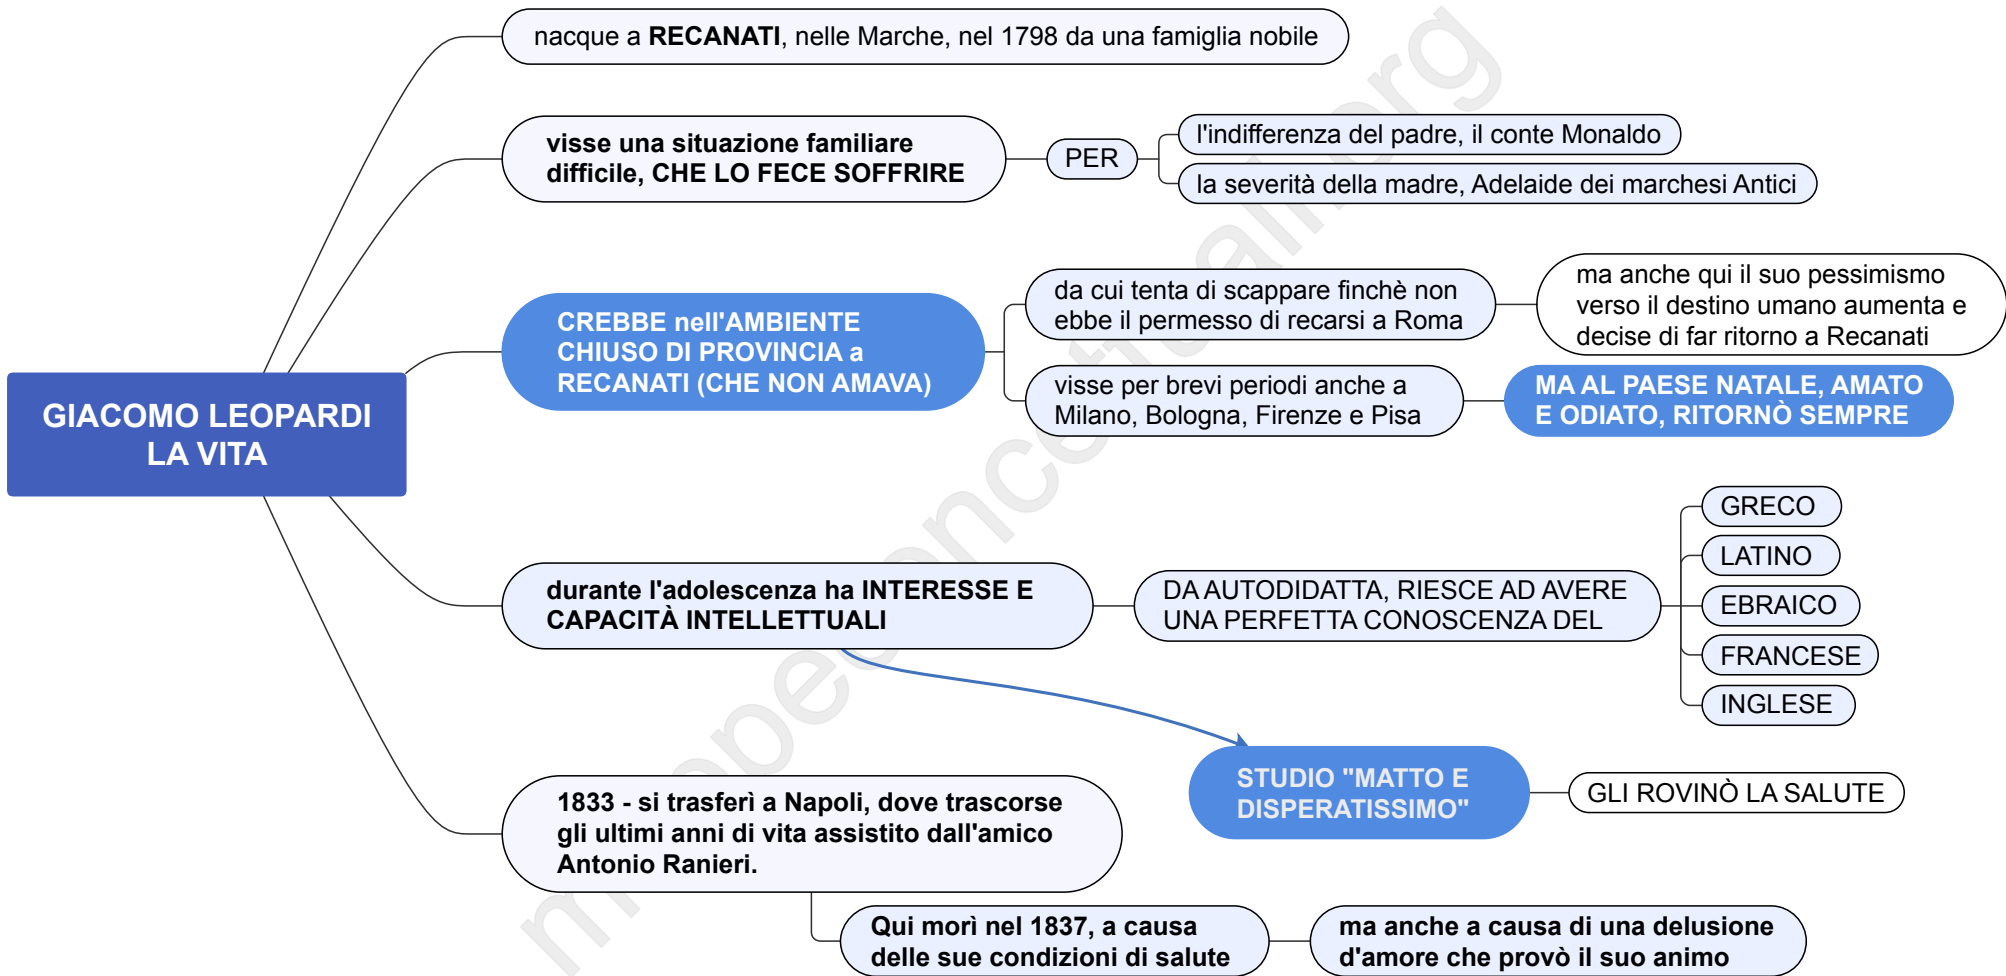 nacque a RECANATI, nelle Marche, nel 1798 da una famiglia nobile
visse una situazione familiare
difficile, CHE LO FECE SOFFRIRE
PER
l'indifferenza del padre, il conte Monaldo
la severità della madre, Adelaide dei marchesi Antici
CREBBE nell'AMBIENTE
CHIUSO DI PROVINCIA a
RECANATI (CHE NON AMAVA)
da cui tenta di scappare finchè non
ebbe il permesso di recarsi a Roma
ma anche qui il suo pessimismo
verso il destino umano aumenta e
decise di far ritorno a Recanati
visse per brevi periodi anche a
Milano, Bologna, Firenze e Pisa
MA AL PAESE NATALE, AMATO
E ODIATO, RITORNÒ SEMPRE
GIACOMO LEOPARDI
LA VITA
durante l'adolescenza ha INTERESSE E
CAPACITÀ INTELLETTUALI
DA AUTODIDATTA, RIESCE AD AVERE
UNA PERFETTA CONOSCENZA DEL
GRECO
LATINO
EBRAICO
FRANCESE
INGLESE
STUDIO "MATTO E
DISPERATISSIMO"
GLI ROVINÒ LA SALUTE
1833 - si trasferì a Napoli, dove trascorse
gli ultimi anni di vita assistito dall'amico
Antonio Ranieri.
Qui morì nel 1837, a causa
delle sue condizioni di salute
ma anche a causa di una delusione
d'amore che provò il suo animo